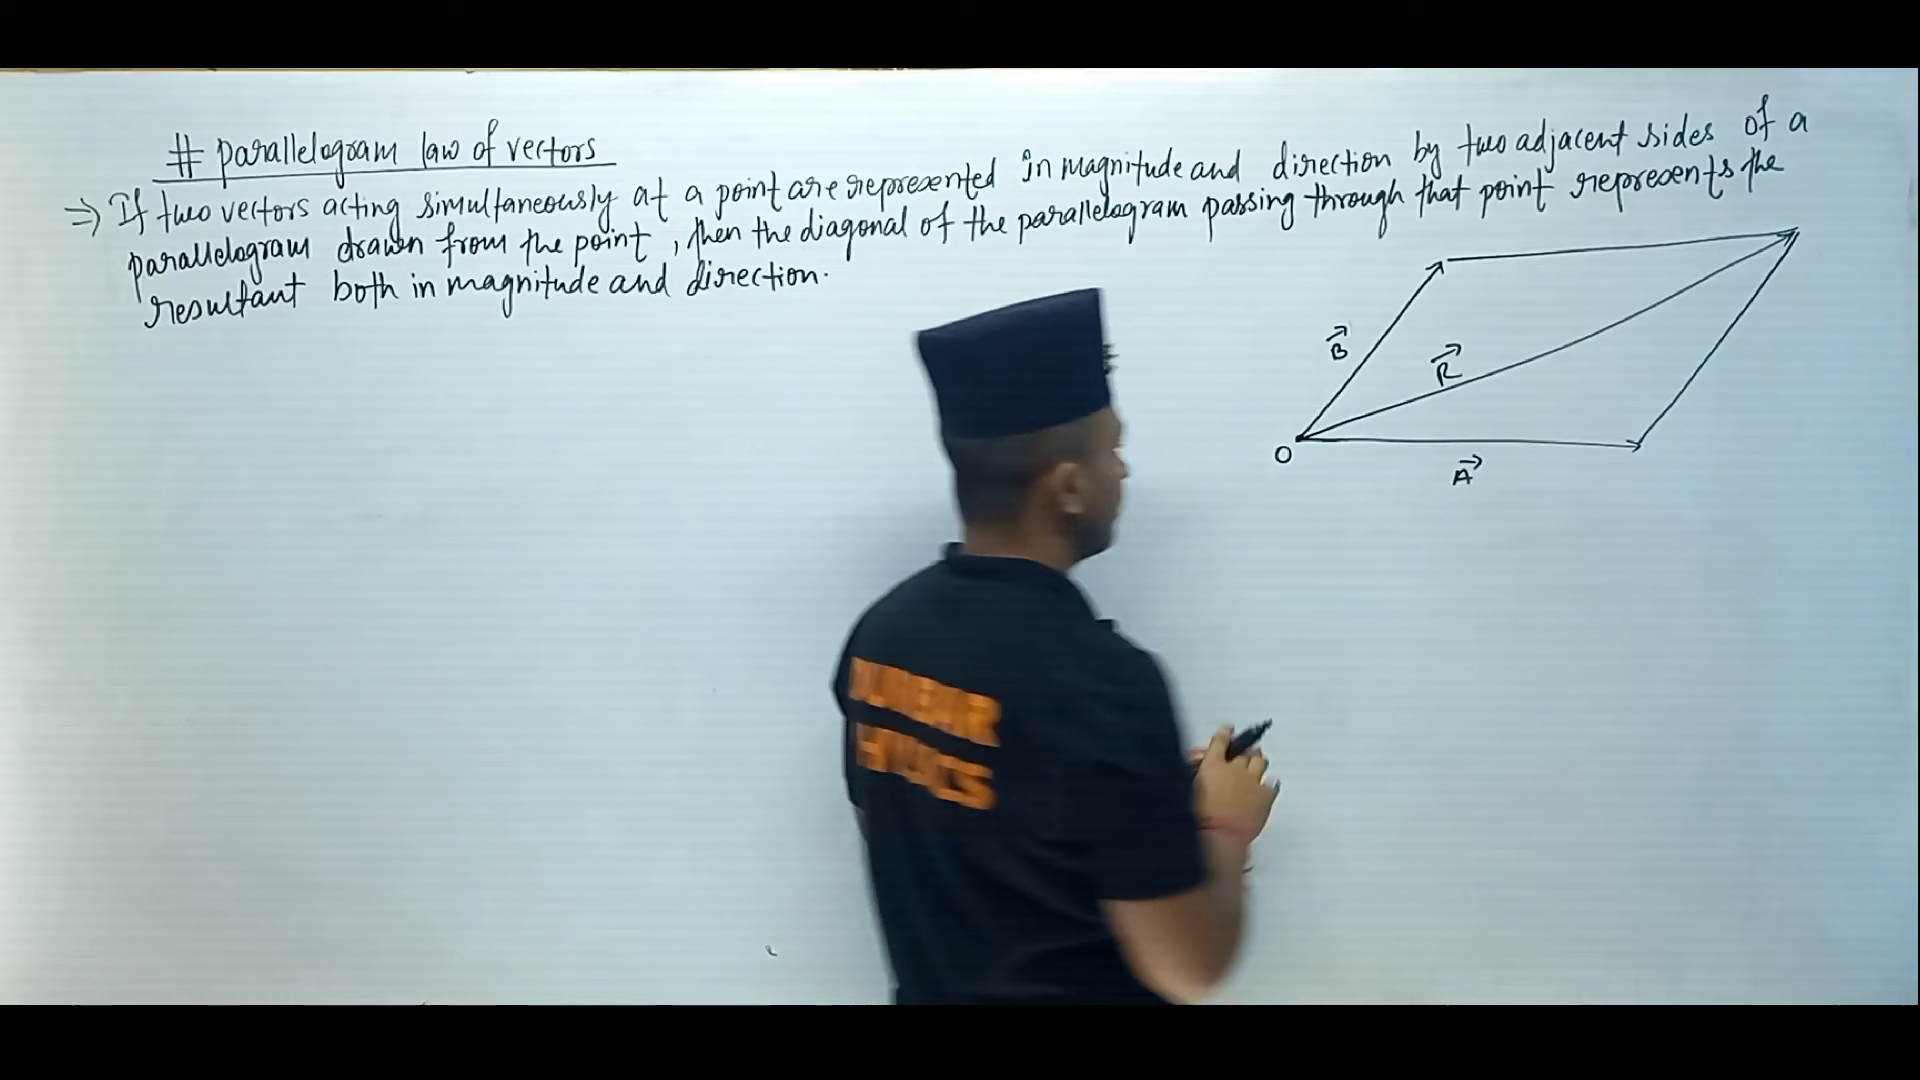 # parallelogram law of vectors
⇒ If two vectors acting simultaneously at a point are represented in magnitude and direction by two adjacent sides of a
parallelogram drawn from the point, then the diagonal of the parallelogram passing through that point represents the
resultant both in magnitude and direction.
B⃗
R⃗
O
A⃗